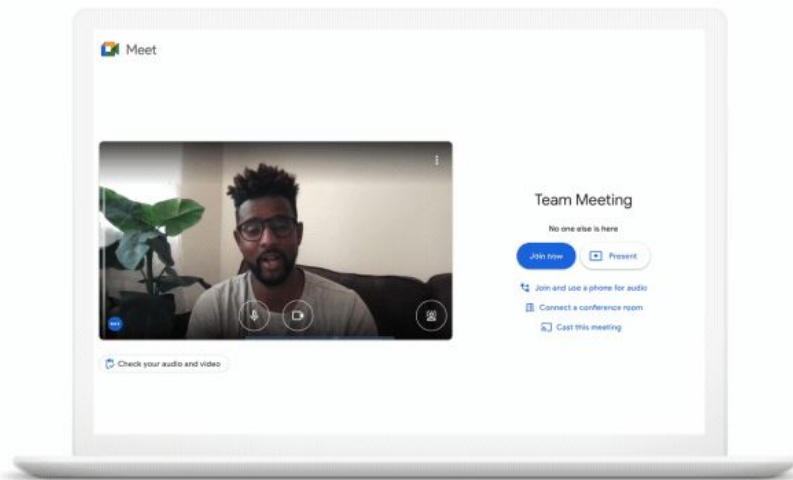 Meet
Team Meeting
No one else is here
Join now
Present
Join and use a phone for audio
Connect a conference room
Cast this meeting
Check your audio and video